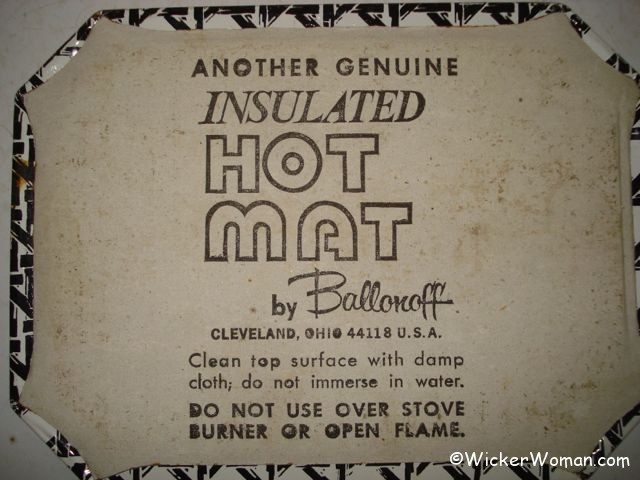 ANOTHER GENUINE
INSULATED
HOT
MAT
by Ballonoff
CLEVELAND, OHIO 44118 U.S.A.
Clean top surface with damp
cloth; do not immerse in water.
DO NOT USE OVER STOVE
BURNER OR OPEN FLAME.
©WickerWoman.com